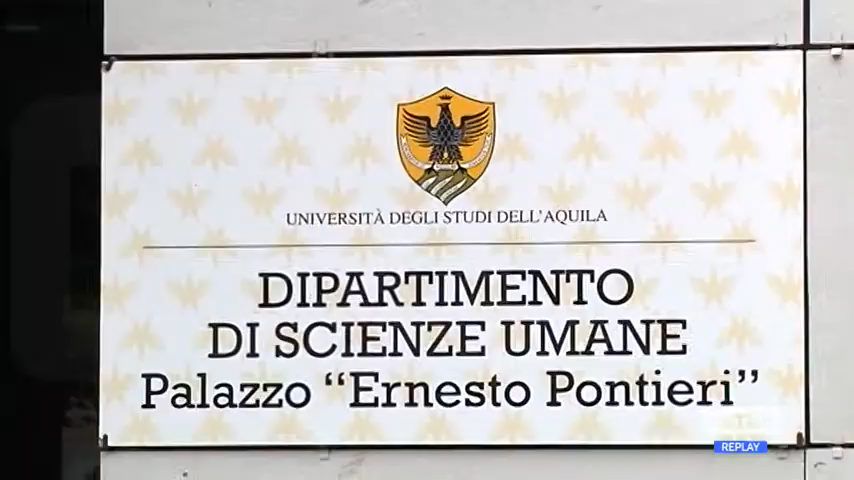 UNIVERSITÀ DEGLI STUDI DELL'AQUILA
DIPARTIMENTO
DI SCIENZE UMANE
Palazzo “Ernesto Pontieri”
REPLAY